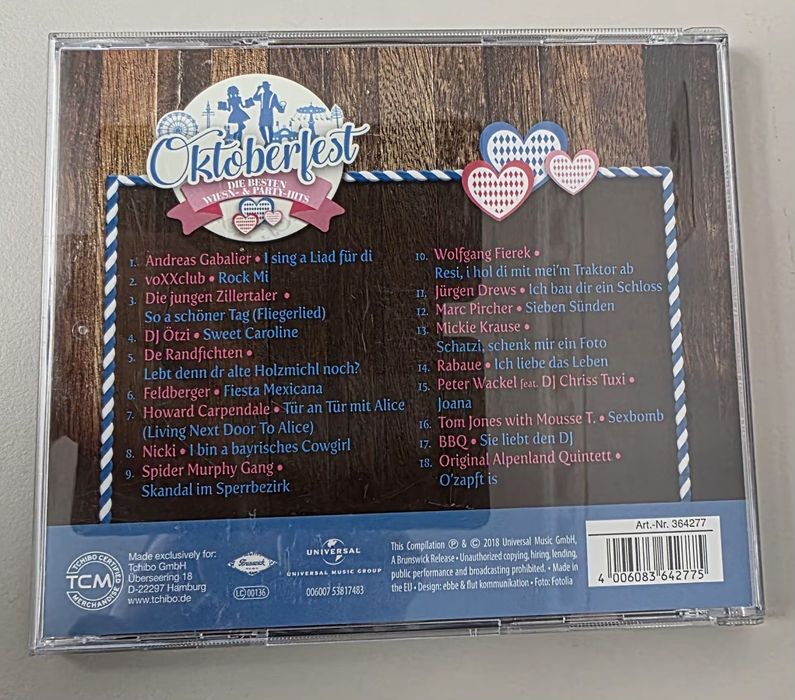 Oktoberfest
DIE BESTEN
WIESN- & PARTY-HITS
1. Andreas Gabalier • I sing a Liad für di
2. voXXclub • Rock Mi
3. Die jungen Zillertaler •
So a schöner Tag (Fliegerlied)
4. DJ Ötzi • Sweet Caroline
5. De Randfichten •
Lebt denn dr alte Holzmichl noch?
6. Feldberger • Fiesta Mexicana
7. Howard Carpendale • Tür an Tür mit Alice
(Living Next Door To Alice)
8. Nicki • I bin a bayrisches Cowgirl
9. Spider Murphy Gang •
Skandal im Sperrbezirk
10. Wolfgang Fierek •
Resi, i hol di mit mei'm Traktor ab
11. Jürgen Drews • Ich bau dir ein Schloss
12. Marc Pircher • Sieben Sünden
13. Mickie Krause •
Schatzi, schenk mir ein Foto
14. Rabaue • Ich liebe das Leben
15. Peter Wackel feat. DJ Chriss Tuxi •
Joana
16. Tom Jones with Mousse T. • Sexbomb
17. BBQ • Sie liebt den DJ
18. Original Alpenland Quintett •
O'zapft is
TCHIBO CERTIFIED
TCM
MERCHANDISE
Made exclusively for:
Tchibo GmbH
Überseering 18
D-22297 Hamburg
www.tchibo.de
Brunswick
LC 00136
UNIVERSAL
UNIVERSAL MUSIC GROUP
006007 53817483
This Compilation ℗ & © 2018 Universal Music GmbH,
A Brunswick Release • Unauthorized copying, hiring, lending,
public performance and broadcasting prohibited. • Made in
the EU • Design: ebbe & flut kommunikation • Foto: Fotolia
Art.-Nr. 364277
4 006083 642775